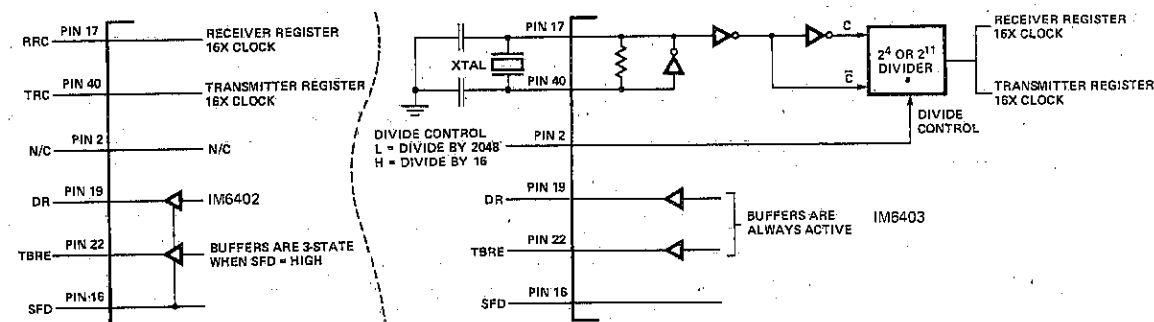 RRC PIN 17 RECEIVER REGISTER
16X CLOCK
TRC PIN 40 TRANSMITTER REGISTER
16X CLOCK
N/C PIN 2 N/C
DR PIN 19 IM6402
TBRE PIN 22 BUFFERS ARE 3-STATE
WHEN SFD = HIGH
SFD PIN 16
PIN 17
XTAL
PIN 40
C
C̅
2⁴ OR 2¹¹
DIVIDER
*
RECEIVER REGISTER
16X CLOCK
TRANSMITTER REGISTER
16X CLOCK
DIVIDE
CONTROL
DIVIDE CONTROL PIN 2
L = DIVIDE BY 2048
H = DIVIDE BY 16
DR PIN 19
BUFFERS ARE IM6403
ALWAYS ACTIVE
TBRE PIN 22
SFD PIN 16